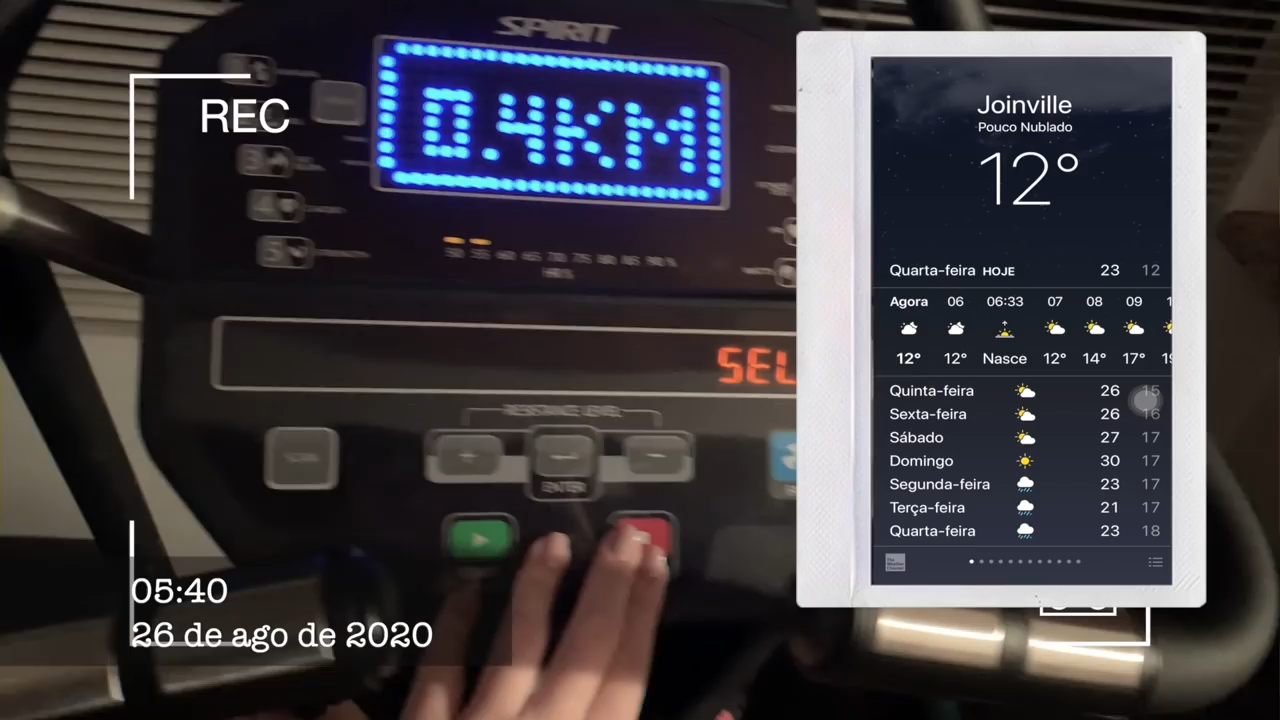 SPIRIT
REC
0.4KM
HR%
SEL
RESISTANCE LEVEL
ENTER
05:40
26 de ago de 2020
Joinville
Pouco Nublado
12°
Quarta-feira HOJE 23 12
Agora 06 06:33 07 08 09
12° 12° Nasce 12° 14° 17°
Quinta-feira 26 15
Sexta-feira 26 16
Sábado 27 17
Domingo 30 17
Segunda-feira 23 17
Terça-feira 21 17
Quarta-feira 23 18